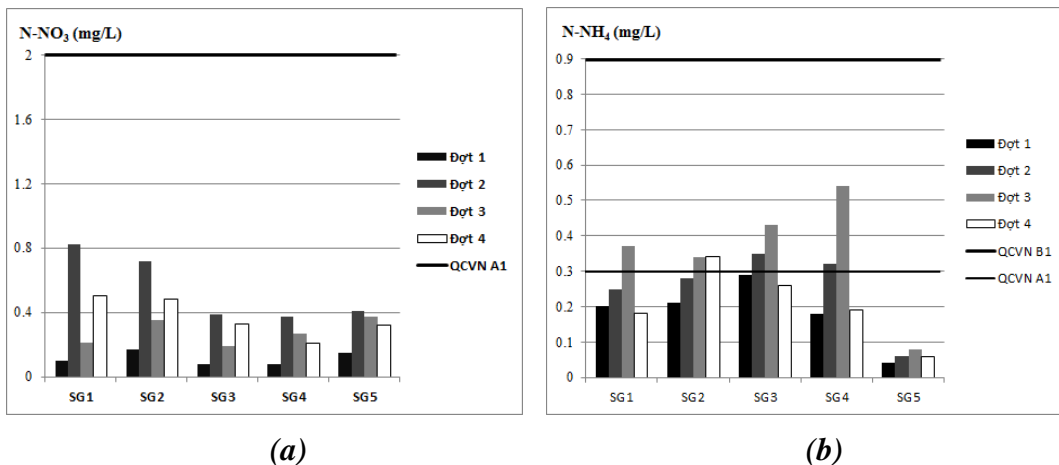 N-NO3 (mg/L)
2
1.6
1.2
0.8
0.4
0
SG1 SG2 SG3 SG4 SG5
Đợt 1
Đợt 2
Đợt 3
Đợt 4
QCVN A1
(a)
N-NH4 (mg/L)
0.9
0.8
0.7
0.6
0.5
0.4
0.3
0.2
0.1
0
SG1 SG2 SG3 SG4 SG5
Đợt 1
Đợt 2
Đợt 3
Đợt 4
QCVN B1
QCVN A1
(b)